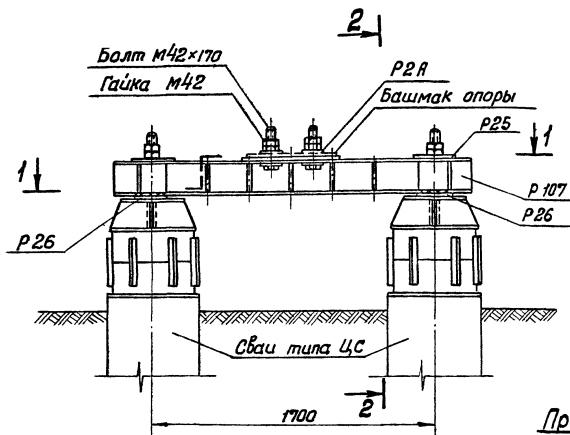 2
Болт М42×170
Гайка М42
Р2А
Башмак опоры
Р25
1
1
Р 107
Р26
Р 26
Сваи типа ЦС
2
1700
Пр